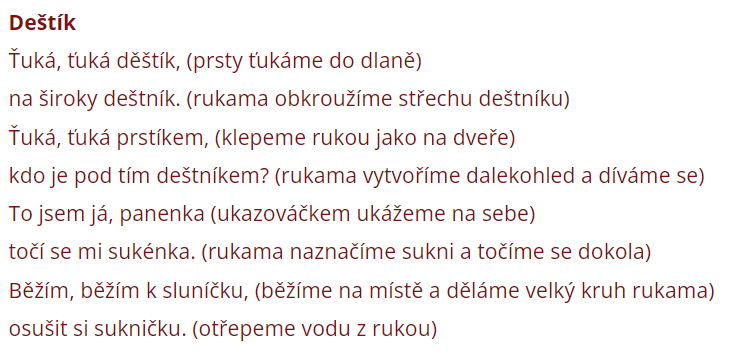 Deštík
Ťuká, ťuká děštík, (prsty ťukáme do dlaně)
na široky deštník. (rukama obkroužíme střechu deštníku)
Ťuká, ťuká prstíkem, (klepeme rukou jako na dveře)
kdo je pod tím deštníkem? (rukama vytvoříme dalekohled a díváme se)
To jsem já, panenka (ukazováčkem ukážeme na sebe)
točí se mi sukénka. (rukama naznačíme sukni a točíme se dokola)
Běžím, běžím k sluníčku, (běžíme na místě a děláme velký kruh rukama)
osušit si sukničku. (otřepeme vodu z rukou)